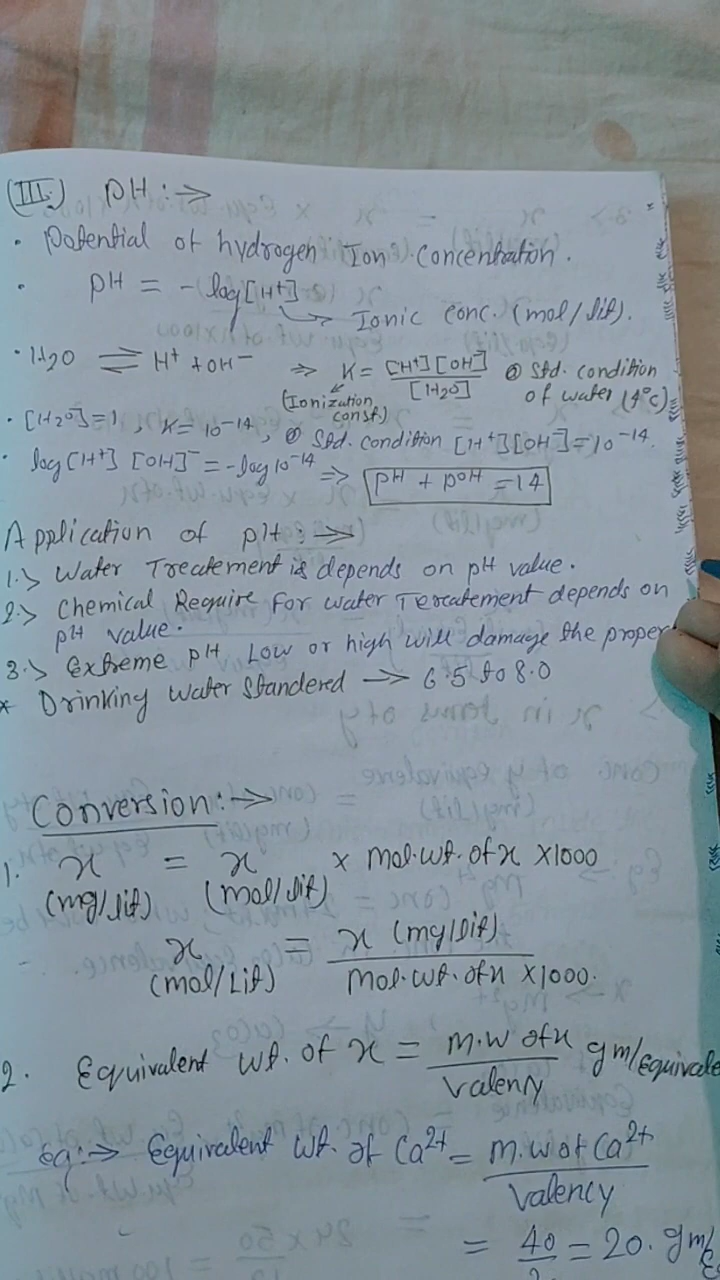 (III.) pH :→
• Potential of hydrogen Ion Concentration.
• pH = - log [H+]
→ Ionic conc. (mol/lit).
• H2O ⇌ H+ + OH− ⇒ K = [H+][OH−] / [H2O] @ Std. condition
(Ionization const.) of water (4°c)
• [H2O]=1, K= 10−14, @ Std. condition [H+][OH−]=10−14.
• log[H+] [OH]− = -log 10−14 ⇒ pH + pOH = 14
Application of pH :→
1.> Water Treatement is depends on pH value.
2.> Chemical Require For water Tereatement depends on
pH value.
3.> Extreme pH Low or high will damage the proper
* Drinking Water Standered → 6.5 to 8.0
Conversion :→
1. x = x × mol.wt. of x ×1000
(mg/lit) (mol/lit)
x = x (mg/lit)
(mol/Lit) mol.wt. of x ×1000.
2. Equivalent wt. of x = m.w of x / Valeny gm/equivale
eg :→ Equivalent wt. of Ca2+ = m.w of Ca2+ / Valency
= 40 = 20. gm/